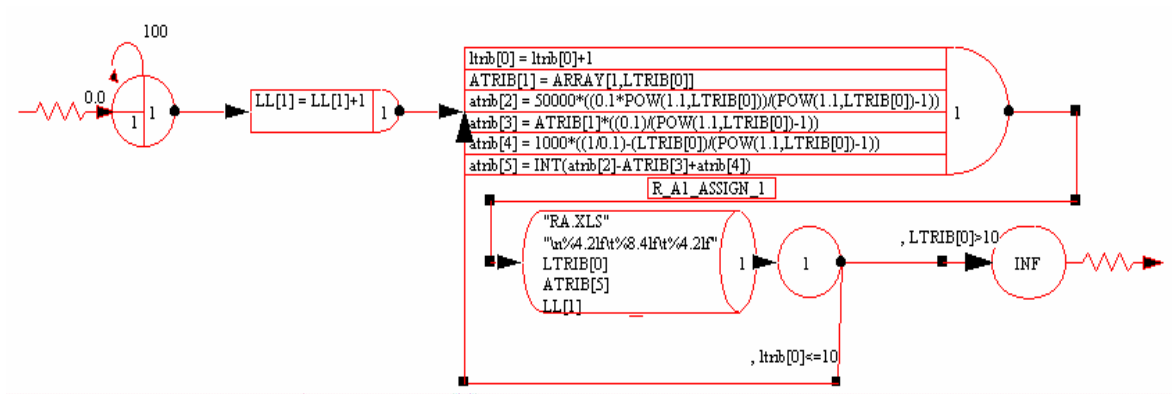 100
0.0
1
1
LL[1] = LL[1]+1
1
ltrib[0] = ltrib[0]+1
ATRIB[1] = ARRAY[1,LTRIB[0]]
atrib[2] = 50000*((0.1*POW(1.1,LTRIB[0]))/(POW(1.1,LTRIB[0])-1))
atrib[3] = ATRIB[1]*((0.1)/(POW(1.1,LTRIB[0])-1))
atrib[4] = 1000*((1/0.1)-(LTRIB[0])/(POW(1.1,LTRIB[0])-1))
atrib[5] = INT(atrib[2]-ATRIB[3]+atrib[4])
1
R_A1_ASSIGN_1
"RA.XLS"
"\n%4.2lf\t%8.4lf\t%4.2lf"
LTRIB[0]
ATRIB[5]
LL[1]
1
1
, LTRIB[0]>10
INF
, ltrib[0]<=10